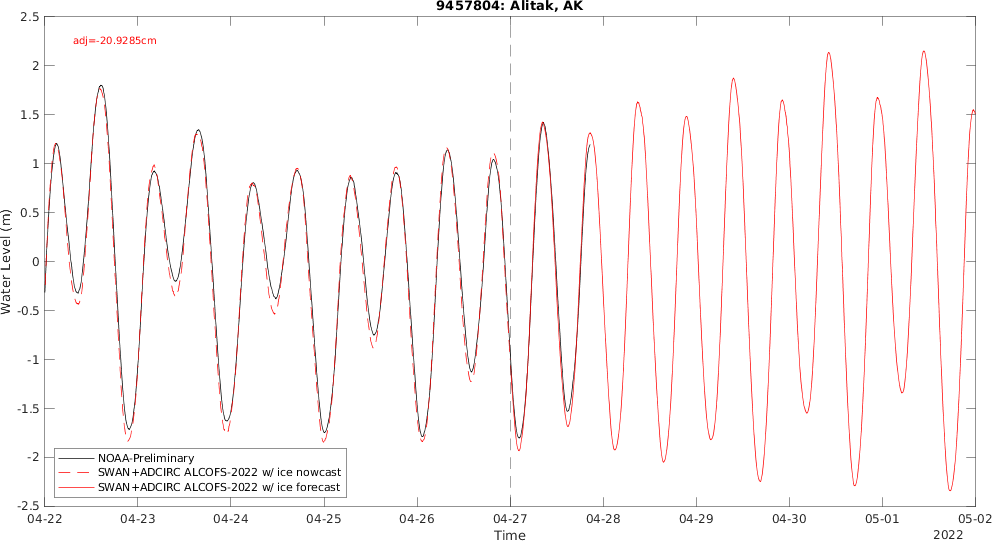 9457804: Alitak, AK
adj=-20.9285cm
Water Level (m)
2.5
2
1.5
1
0.5
0
-0.5
-1
-1.5
-2
-2.5
NOAA-Preliminary
SWAN+ADCIRC ALCOFS-2022 w/ ice nowcast
SWAN+ADCIRC ALCOFS-2022 w/ ice forecast
04-22 04-23 04-24 04-25 04-26 04-27 04-28 04-29 04-30 05-01 05-02
Time
2022